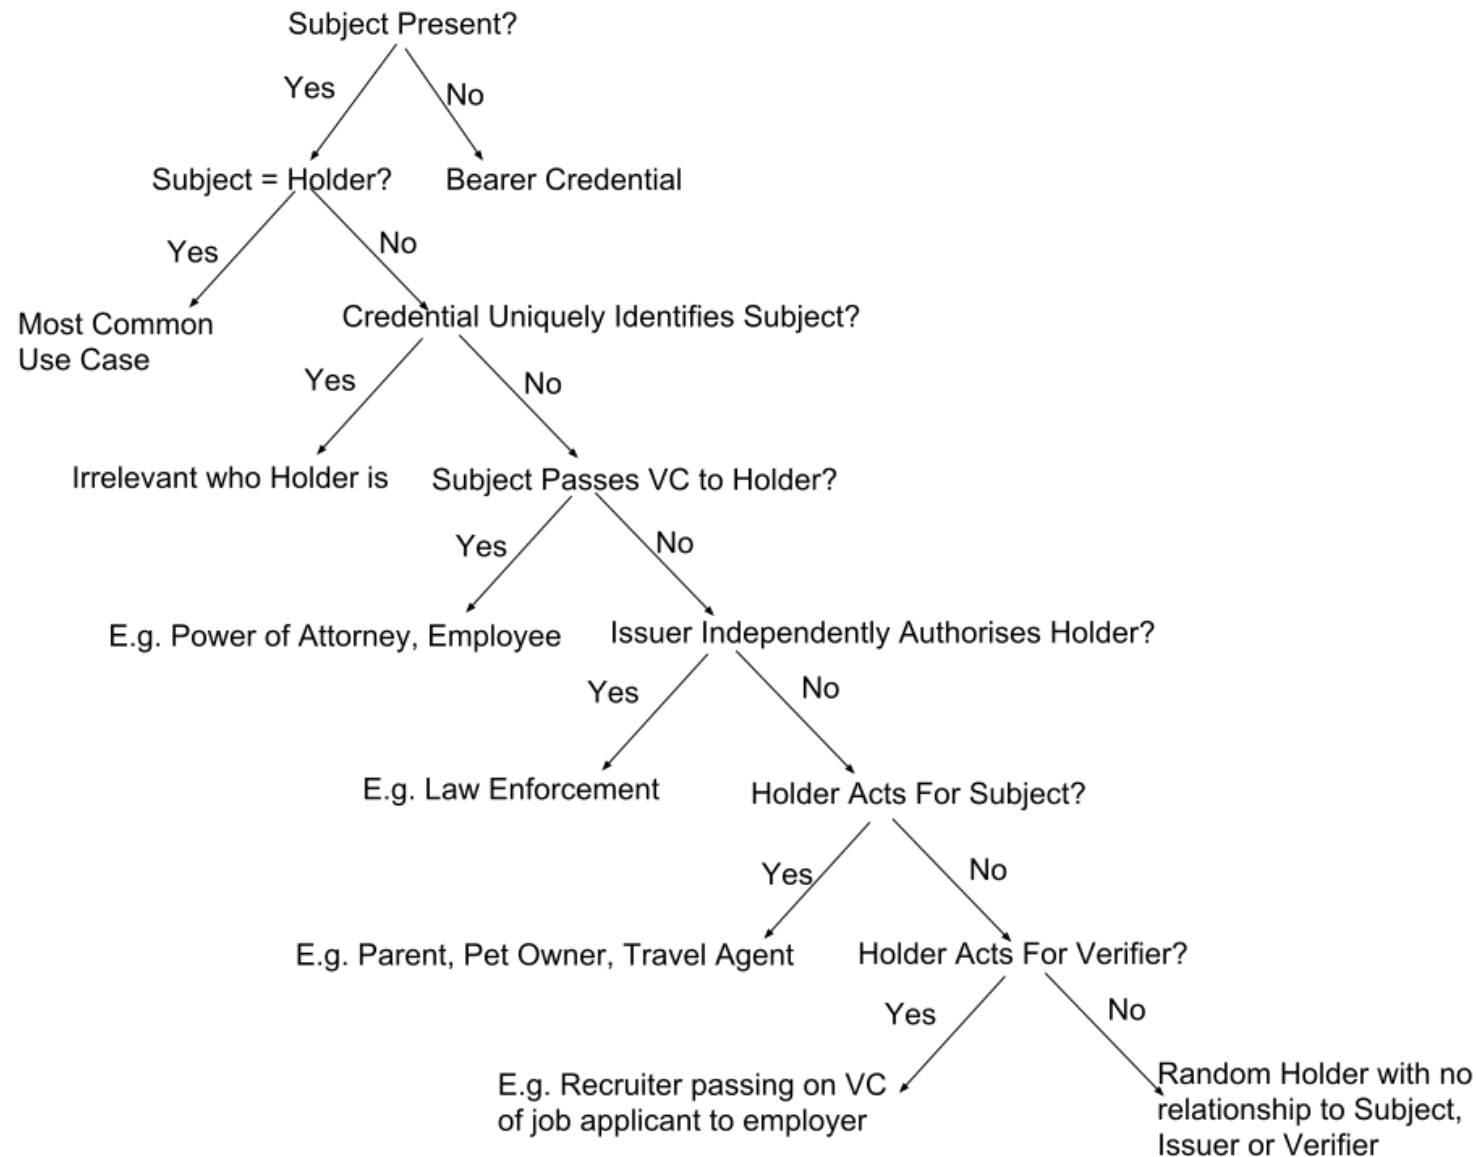 Subject Present?
Yes
No
Subject = Holder?
Bearer Credential
Yes
No
Most Common
Use Case
Credential Uniquely Identifies Subject?
Yes
No
Irrelevant who Holder is
Subject Passes VC to Holder?
Yes
No
E.g. Power of Attorney, Employee
Issuer Independently Authorises Holder?
Yes
No
E.g. Law Enforcement
Holder Acts For Subject?
Yes
No
E.g. Parent, Pet Owner, Travel Agent
Holder Acts For Verifier?
Yes
No
E.g. Recruiter passing on VC
of job applicant to employer
Random Holder with no
relationship to Subject,
Issuer or Verifier